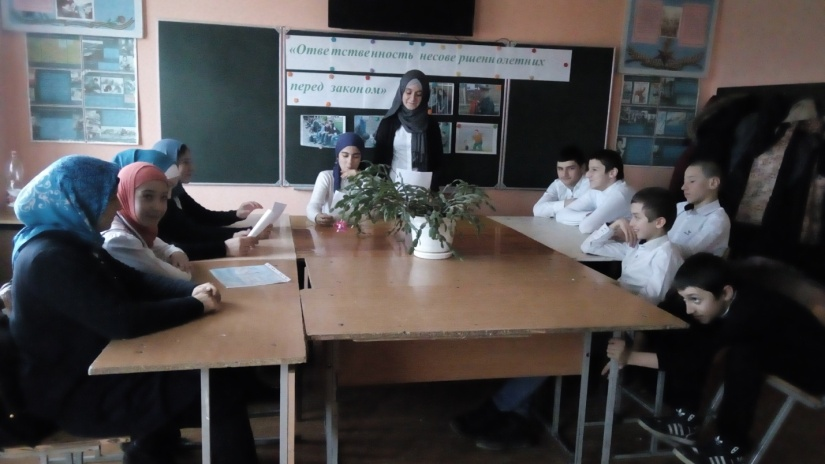 «Ответственность несовершеннолетних
перед законом»